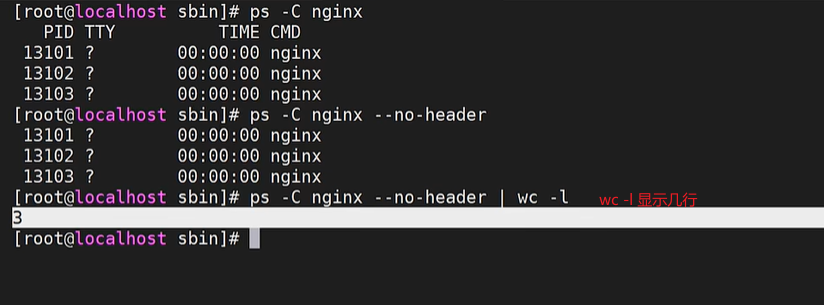 [root@localhost sbin]# ps -C nginx
    PID TTY          TIME CMD
  13101 ?        00:00:00 nginx
  13102 ?        00:00:00 nginx
  13103 ?        00:00:00 nginx
[root@localhost sbin]# ps -C nginx --no-header
  13101 ?        00:00:00 nginx
  13102 ?        00:00:00 nginx
  13103 ?        00:00:00 nginx
[root@localhost sbin]# ps -C nginx --no-header | wc -l   wc -l 显示几行
3
[root@localhost sbin]#